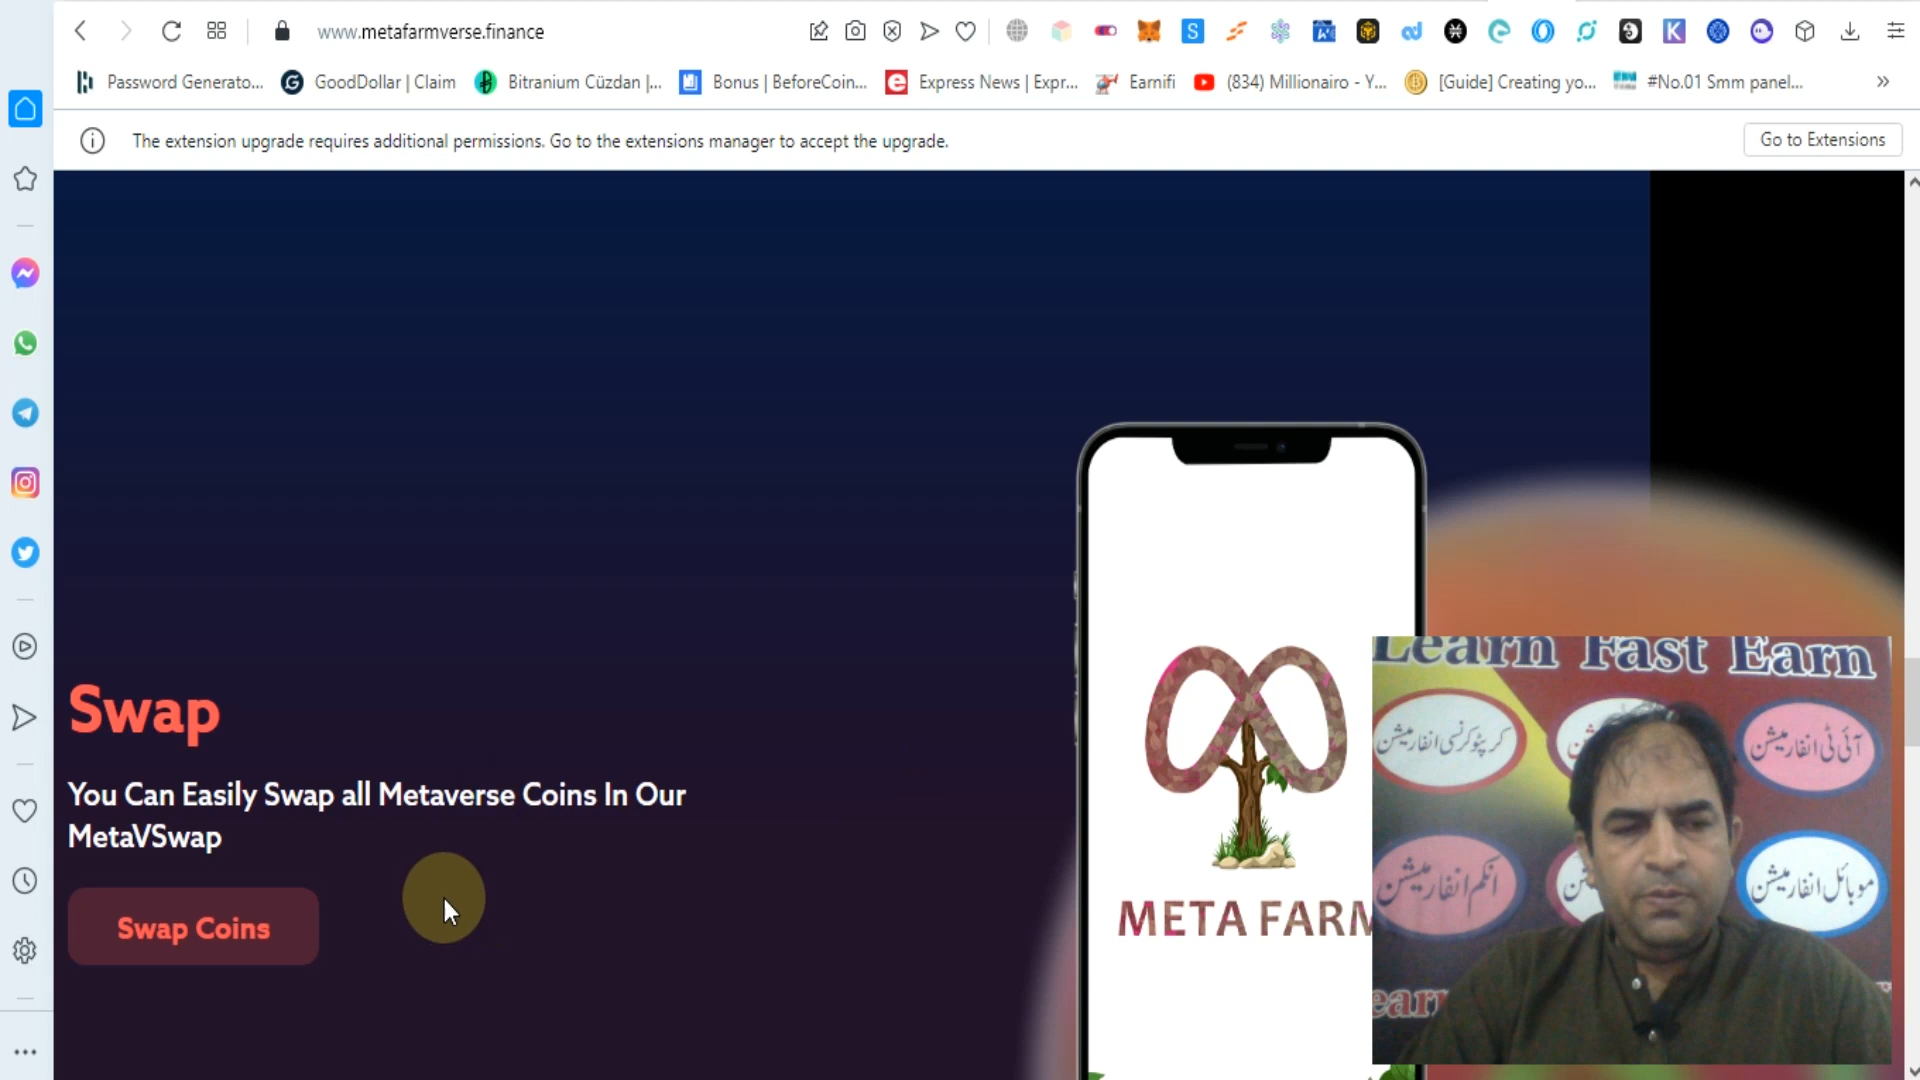 www.metafarmverse.finance
Password Generato...
GoodDollar | Claim
Bitranium Cüzdan |...
Bonus | BeforeCoin...
Express News | Expr...
Earnifi
(834) Millionairo - Y...
[Guide] Creating yo...
#No.01 Smm panel...
»
The extension upgrade requires additional permissions. Go to the extensions manager to accept the upgrade.
Go to Extensions
Swap
You Can Easily Swap all Metaverse Coins In Our
MetaVSwap
Swap Coins
META FARM
Learn Fast Earn
کرپٹو کرنسی انفارمیشن
آئی ٹی انفارمیشن
انکم انفارمیشن
موبائل انفارمیشن